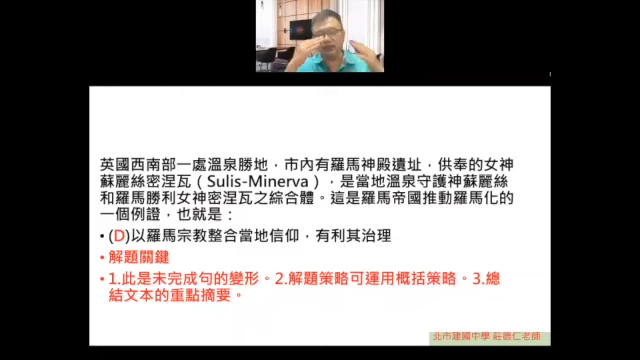 英國西南部一處溫泉勝地，市內有羅馬神殿遺址，供奉的女神
蘇麗絲密涅瓦（Sulis-Minerva），是當地溫泉守護神蘇麗絲
和羅馬勝利女神密涅瓦之綜合體。這是羅馬帝國推動羅馬化的
一個例證，也就是：
• (D)以羅馬宗教整合當地信仰，有利其治理
• 解題關鍵
• 1.此是未完成句的變形。2.解題策略可運用概括策略。3.總
結文本的重點摘要。
北市建國中學 莊德仁老師